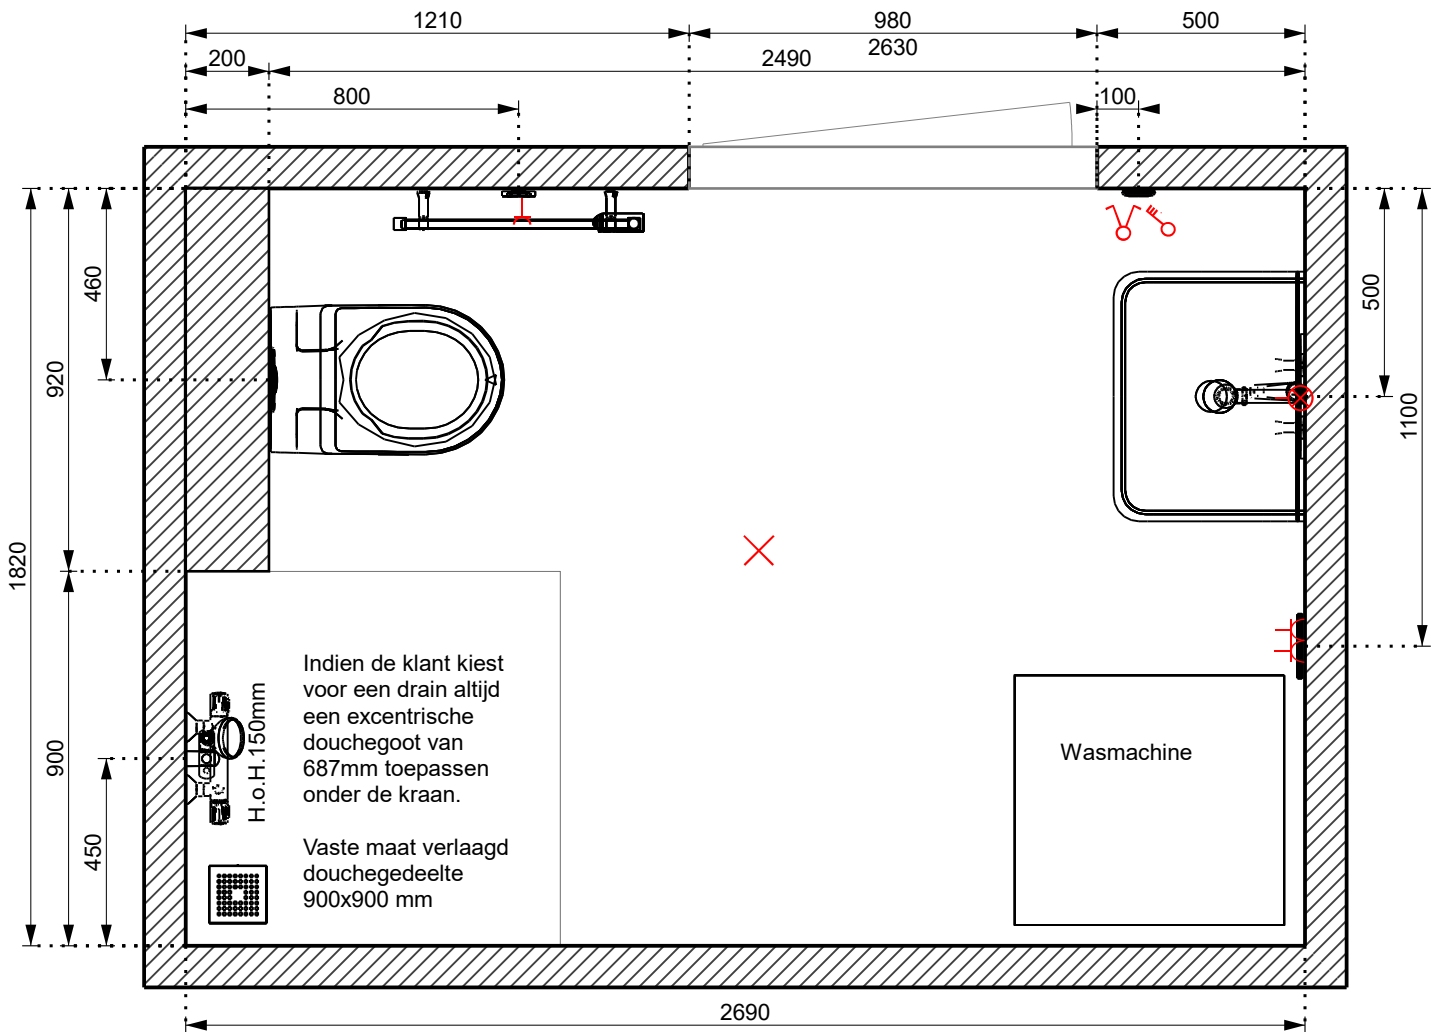 1210
980
500
2630
200
2490
800
100
460
500
920
1100
1820
Indien de klant kiest
voor een drain altijd
een excentrische
douchegoot van
687mm toepassen
onder de kraan.
H.o.H.150mm
Wasmachine
900
450
Vaste maat verlaagd
douchegedeelte
900x900 mm
2690